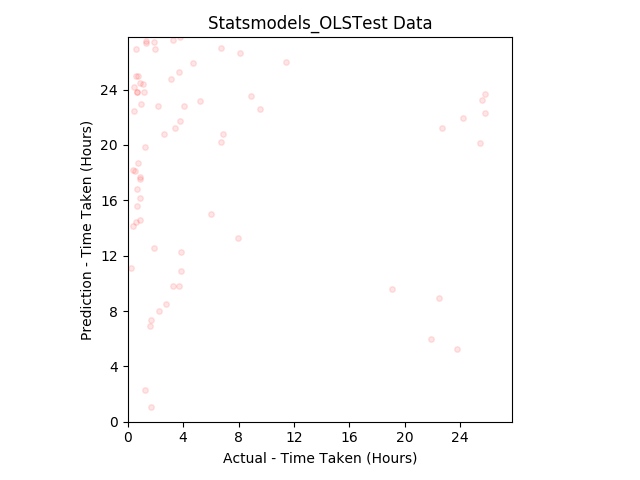 Statsmodels_OLSTest Data
Prediction - Time Taken (Hours)
24
20
16
12
8
4
0
0 4 8 12 16 20 24
Actual - Time Taken (Hours)